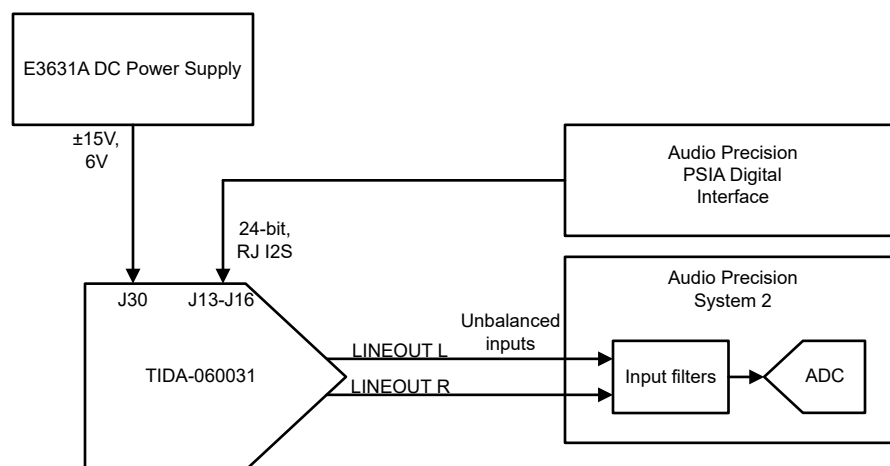 E3631A DC Power Supply
±15V,
6V
Audio Precision
PSIA Digital
Interface
24-bit,
RJ I2S
Audio Precision
System 2
J30
J13-J16
Unbalanced
inputs
LINEOUT L
TIDA-060031
Input filters
ADC
LINEOUT R